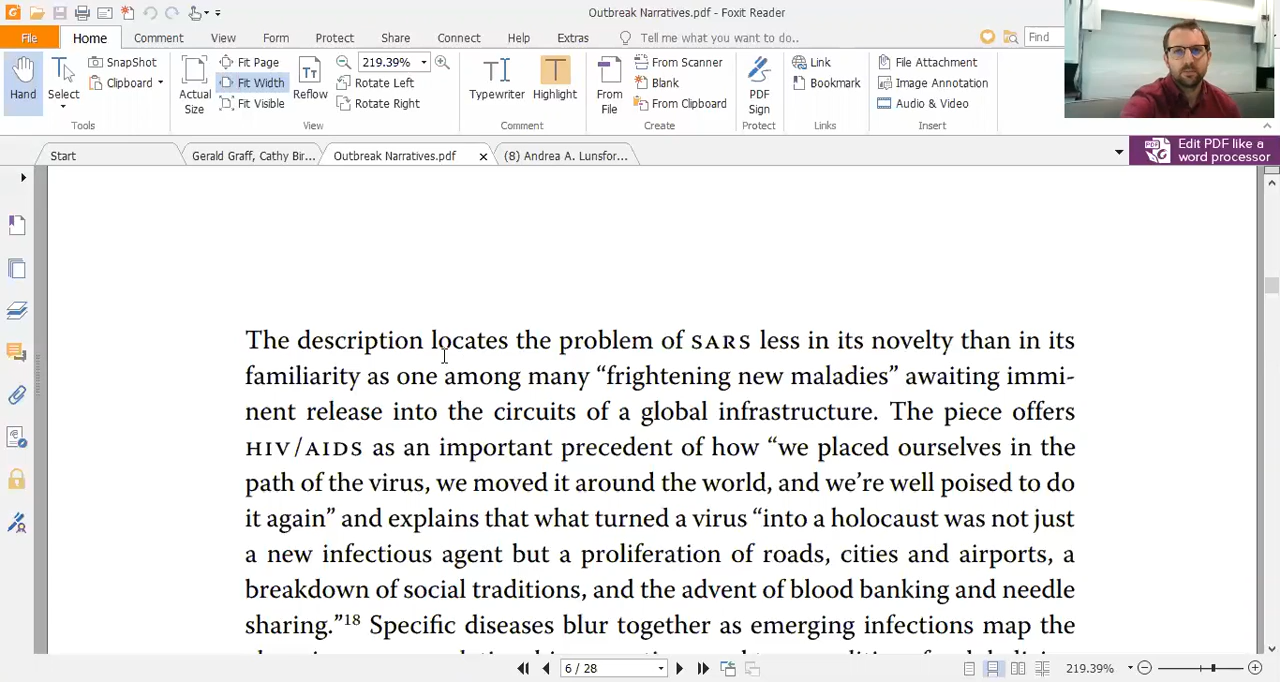 Outbreak Narratives.pdf - Foxit Reader
File Home Comment View Form Protect Share Connect Help Extras Tell me what you want to do.. Find
Hand
Select
SnapShot
Clipboard
Tools
Actual Size
Fit Page
Fit Width
Fit Visible
Reflow
219.39%
Rotate Left
Rotate Right
View
Typewriter
Highlight
Comment
From File
From Scanner
Blank
From Clipboard
Create
PDF Sign
Protect
Link
Bookmark
Links
File Attachment
Image Annotation
Audio & Video
Insert
Start
Gerald Graff, Cathy Bir...
Outbreak Narratives.pdf
(8) Andrea A. Lunsfor...
Edit PDF like a
word processor
The description locates the problem of SARS less in its novelty than in its
familiarity as one among many “frightening new maladies” awaiting immi-
nent release into the circuits of a global infrastructure. The piece offers
HIV/AIDS as an important precedent of how “we placed ourselves in the
path of the virus, we moved it around the world, and we’re well poised to do
it again” and explains that what turned a virus “into a holocaust was not just
a new infectious agent but a proliferation of roads, cities and airports, a
breakdown of social traditions, and the advent of blood banking and needle
sharing.”18 Specific diseases blur together as emerging infections map the
6 / 28
219.39%